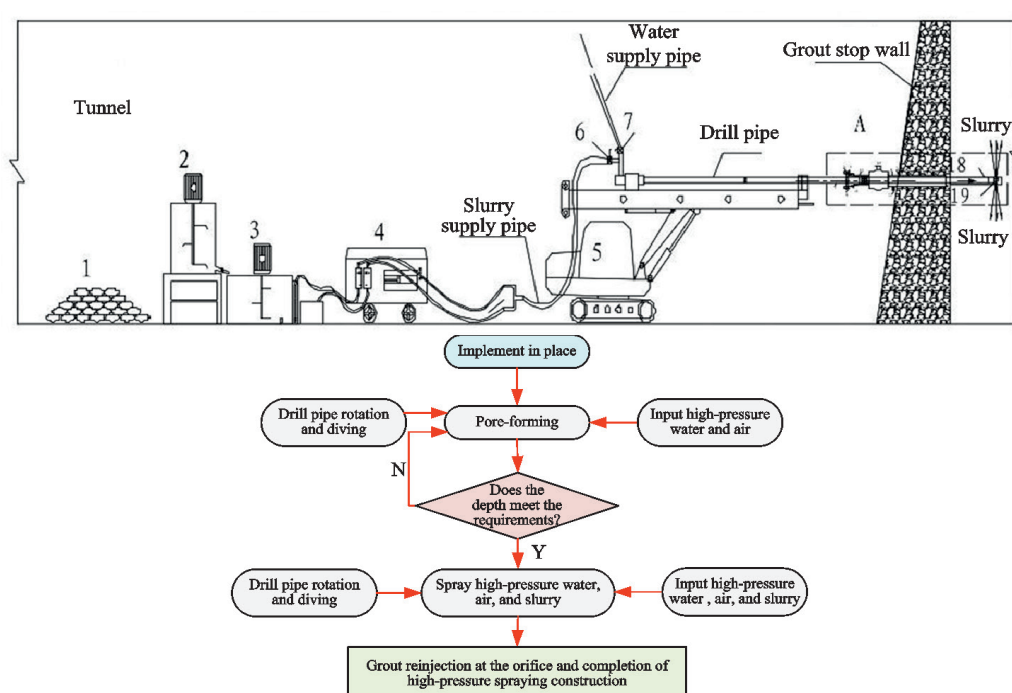 Water
supply pipe
Grout stop wall
Tunnel
6
7
Drill pipe
A
Slurry
2
18
19
Slurry
supply pipe
Slurry
3
4
5
1
Implement in place
Drill pipe rotation
and diving
Pore-forming
Input high-pressure
water and air
N
Does the
depth meet the
requirements?
Y
Drill pipe rotation
and diving
Spray high-pressure water,
air, and slurry
Input high-pressure
water , air, and slurry
Grout reinjection at the orifice and completion of
high-pressure spraying construction